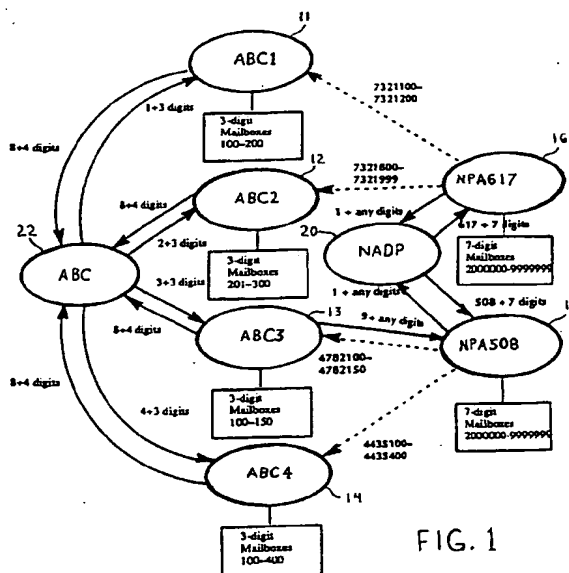 11
ABC1
1+3 digits
8+4 digits
3-digit
Mailboxes
100-200
7321100-
7321200
12
ABC2
8+4 digits
2+3 digits
3-digit
Mailboxes
201-300
7321600-
7321999
16
NPA617
1+ any digits
617 + 7 digits
7-digit
Mailboxes
2000000-9999999
20
NADP
22
ABC
3+3 digits
8+4 digits
13
ABC3
9+ any digits
1 + any digits
508 + 7 digits
NPA508
4782100-
4782150
3-digit
Mailboxes
100-150
7-digit
Mailboxes
2000000-9999999
8+4 digits
4+3 digits
4435100-
4435400
ABC4
14
3-digit
Mailboxes
100-400
FIG. 1